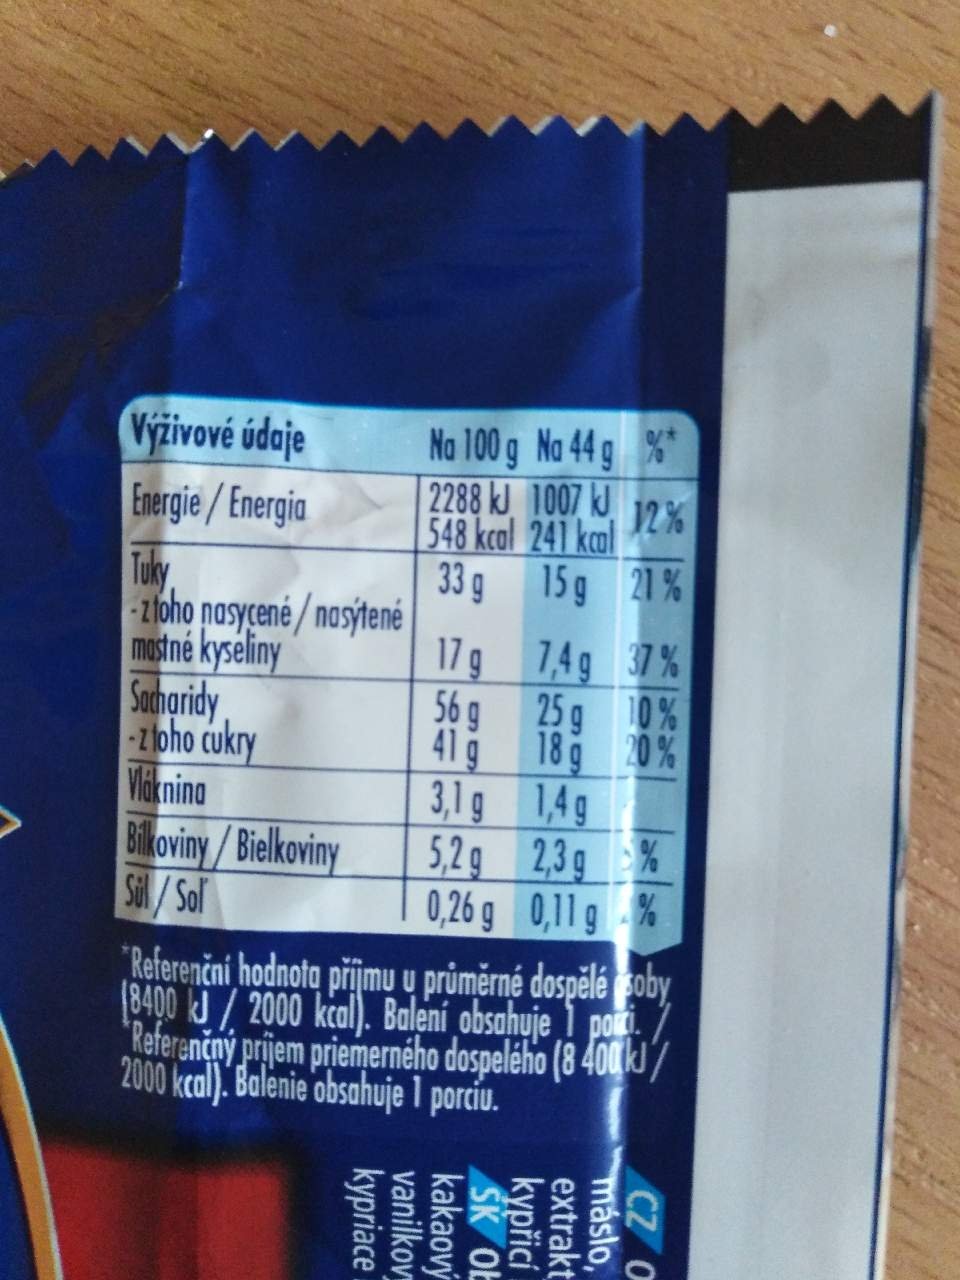 Výživové údaje Na 100 g Na 44 g %*
Energie / Energia 2288 kJ 1007 kJ 12 %
548 kcal 241 kcal
Tuky 33 g 15 g 21 %
- z toho nasycené / nasýtené
mastné kyseliny 17 g 7,4 g 37 %
Sacharidy 56 g 25 g 10 %
- z toho cukry 41 g 18 g 20 %
Vláknina 3,1 g 1,4 g
Bílkoviny / Bielkoviny 5,2 g 2,3 g 5 %
Sůl / Soľ 0,26 g 0,11 g %
*Referenční hodnota příjmu u průměrné dospělé osoby
(8400 kJ / 2000 kcal). Balení obsahuje 1 porci. /
*Referenčný príjem priemerného dospelého (8 400 kJ /
2000 kcal). Balenie obsahuje 1 porciu.
CZ
máslo,
extrakt
kypřicí
SK
kakaový
vanilkov
kypriace